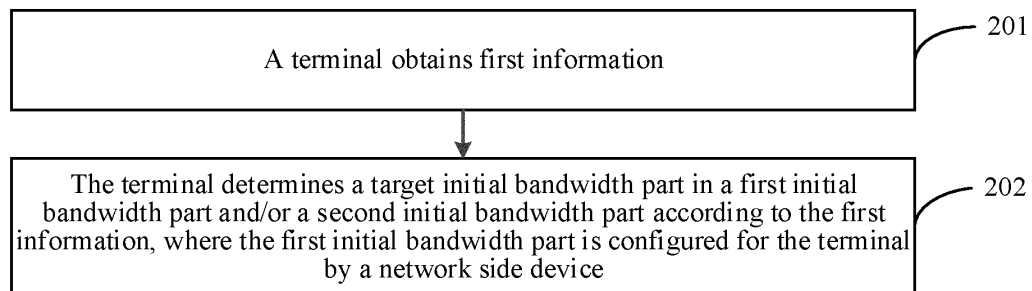 A terminal obtains first information
201
The terminal determines a target initial bandwidth part in a first initial
bandwidth part and/or a second initial bandwidth part according to the first
information, where the first initial bandwidth part is configured for the terminal
by a network side device
202